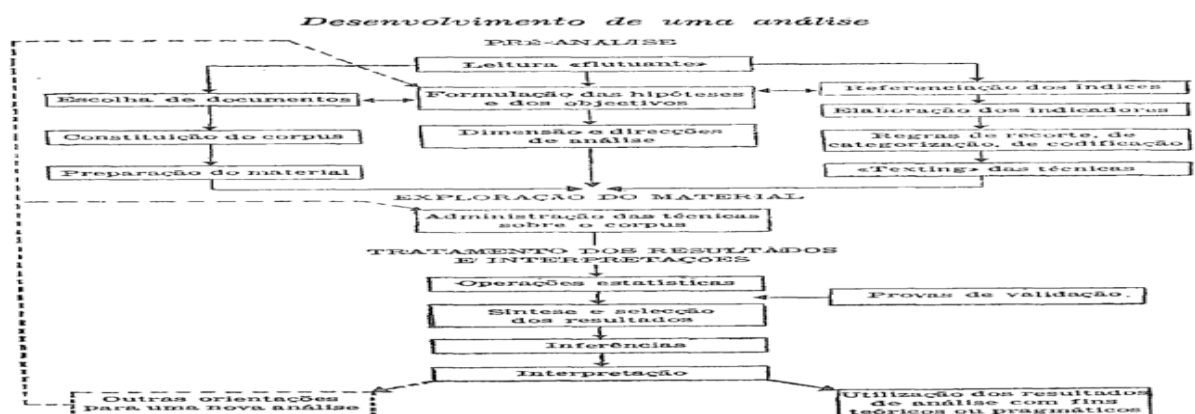 Desenvolvimento de uma análise
PRÉ-ANÁLISE
Leitura «flutuante»
Escolha de documentos
Formulação das hipóteses
e dos objectivos
Referenciação dos índices
Elaboração dos indicadores
Constituição do corpus
Dimensão e direcções
de análise
Regras de recorte, de
categorização, de codificação
Preparação do material
«Texting» das técnicas
EXPLORAÇÃO DO MATERIAL
Administração das técnicas
sobre o corpus
TRATAMENTO DOS RESULTADOS
E INTERPRETAÇÕES
Operações estatísticas
Provas de validação
Síntese e selecção
dos resultados
Inferências
Interpretação
Outras orientações
para uma nova análise
Utilização dos resultados
de análise com fins
teóricos ou pragmáticos